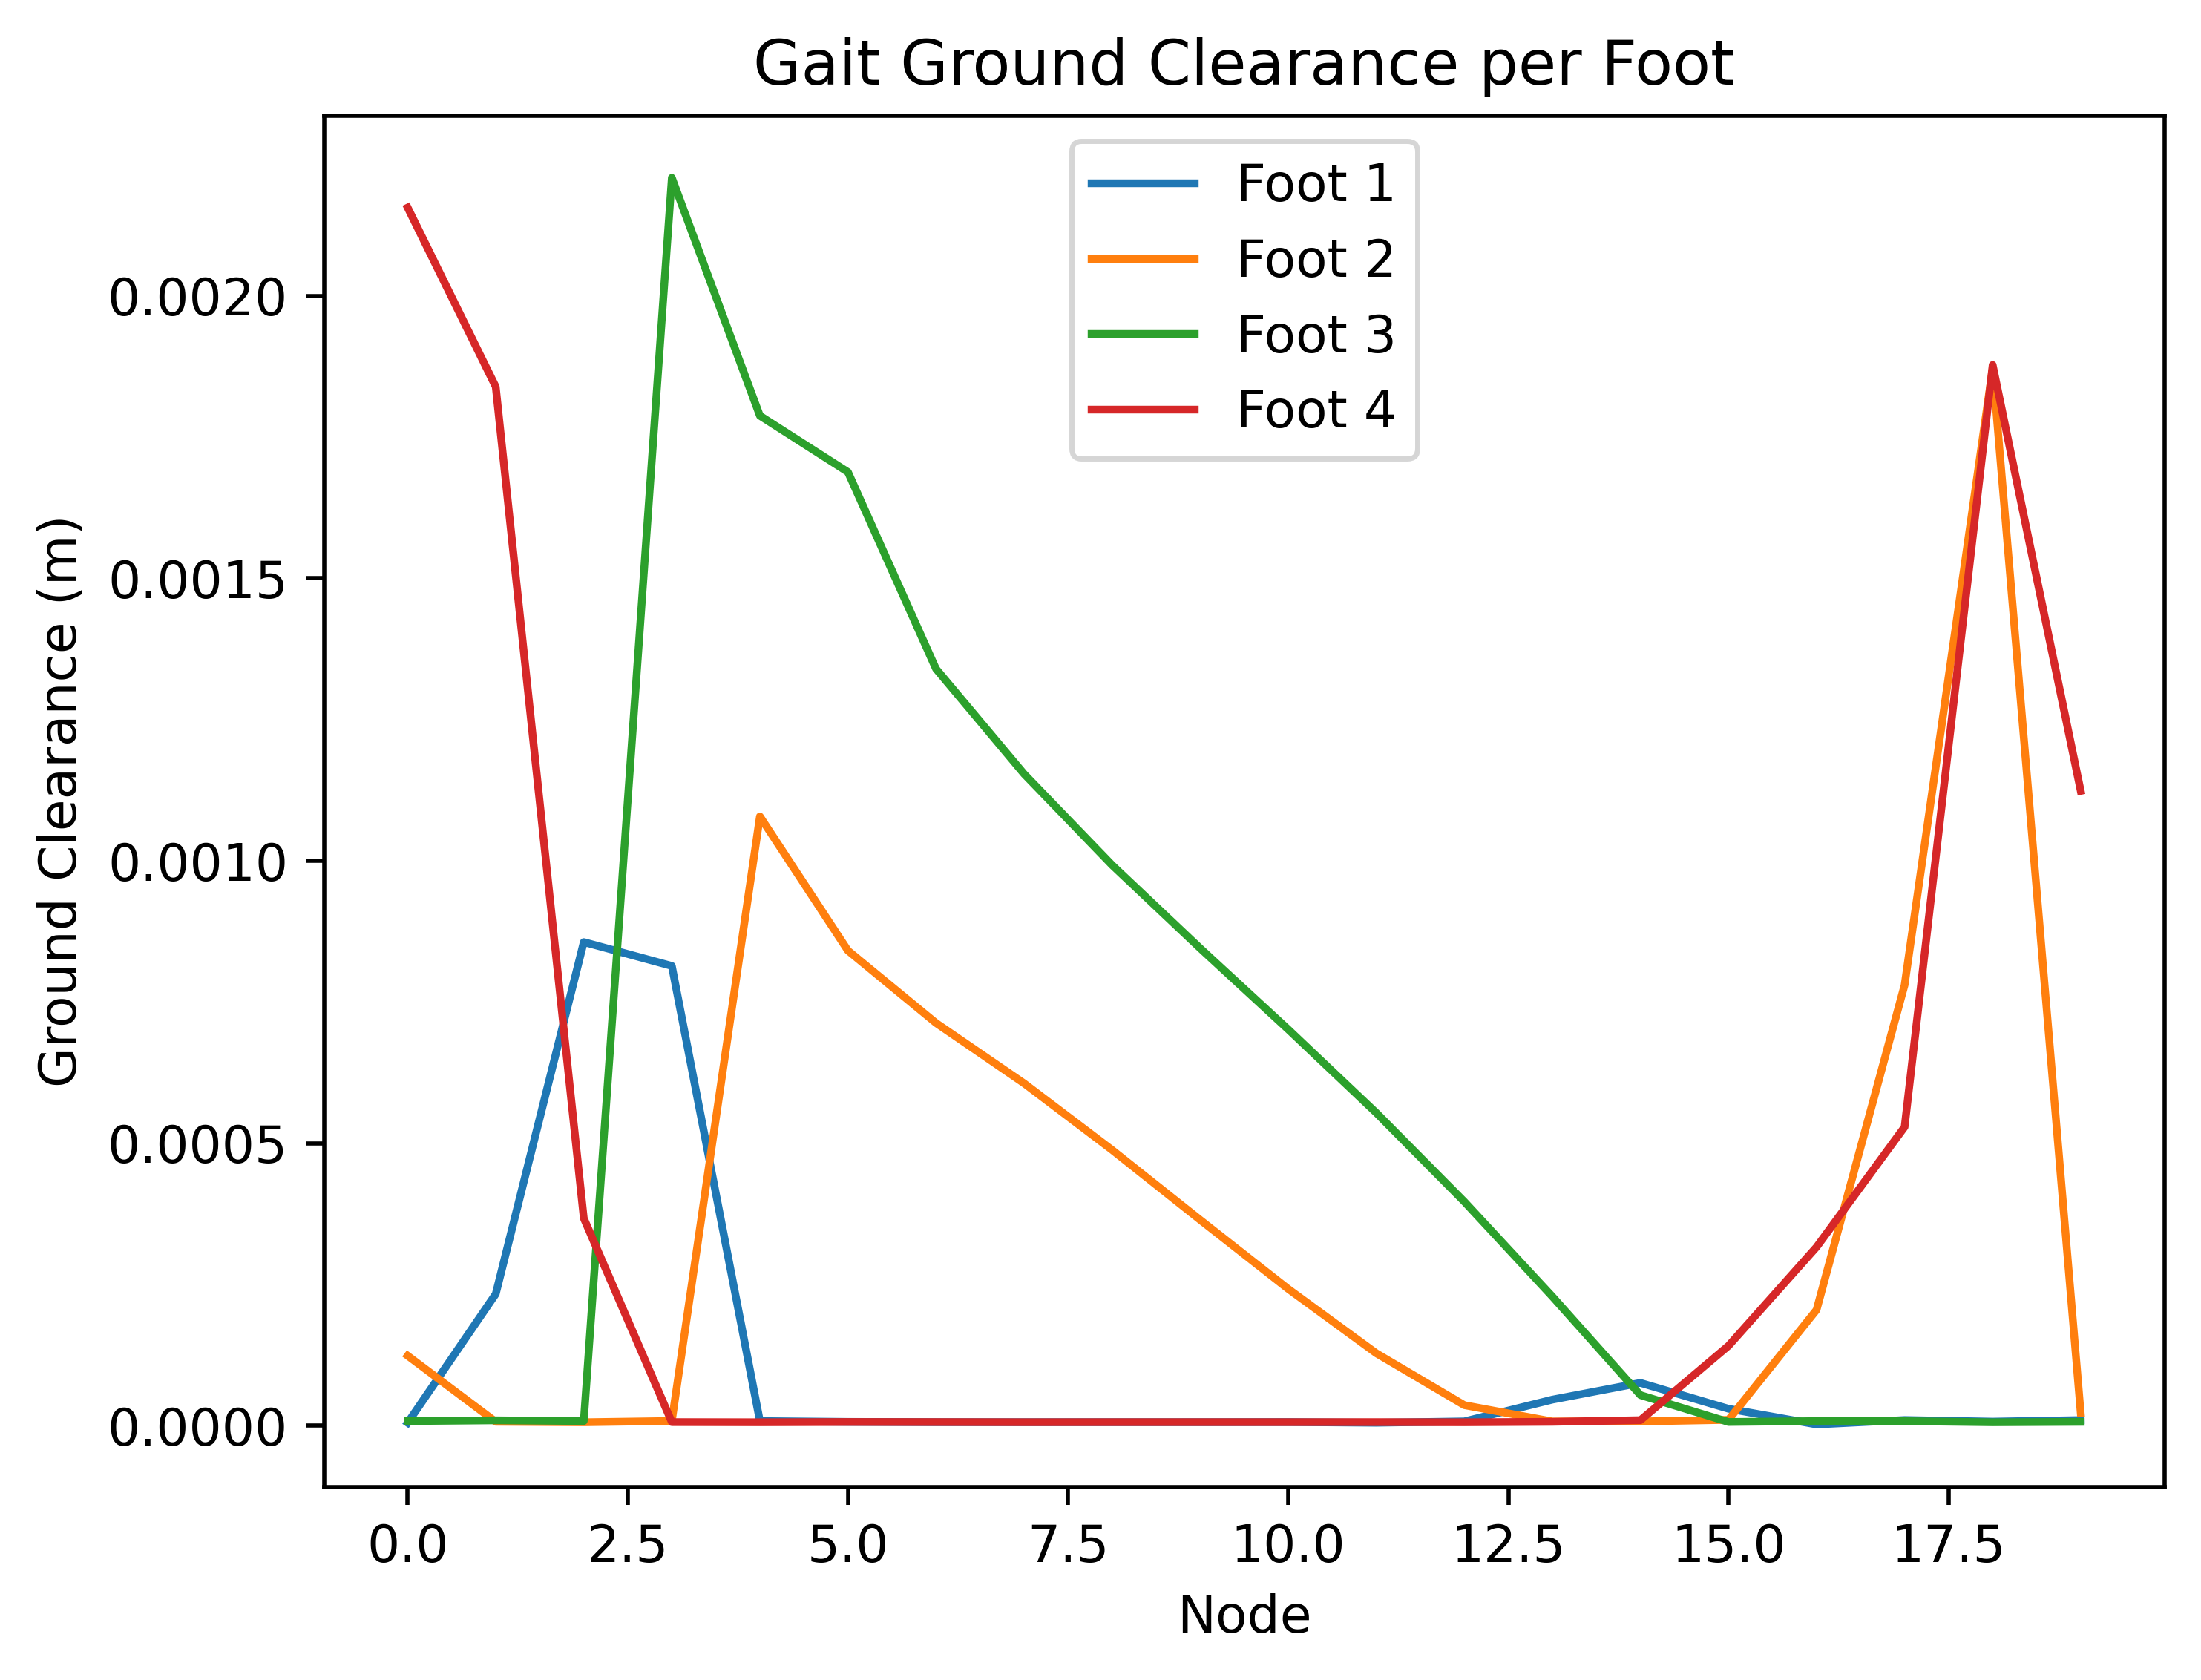 Gait Ground Clearance per Foot
Foot 1
Foot 2
Foot 3
Foot 4
Ground Clearance (m)
0.0020
0.0015
0.0010
0.0005
0.0000
0.0 2.5 5.0 7.5 10.0 12.5 15.0 17.5
Node